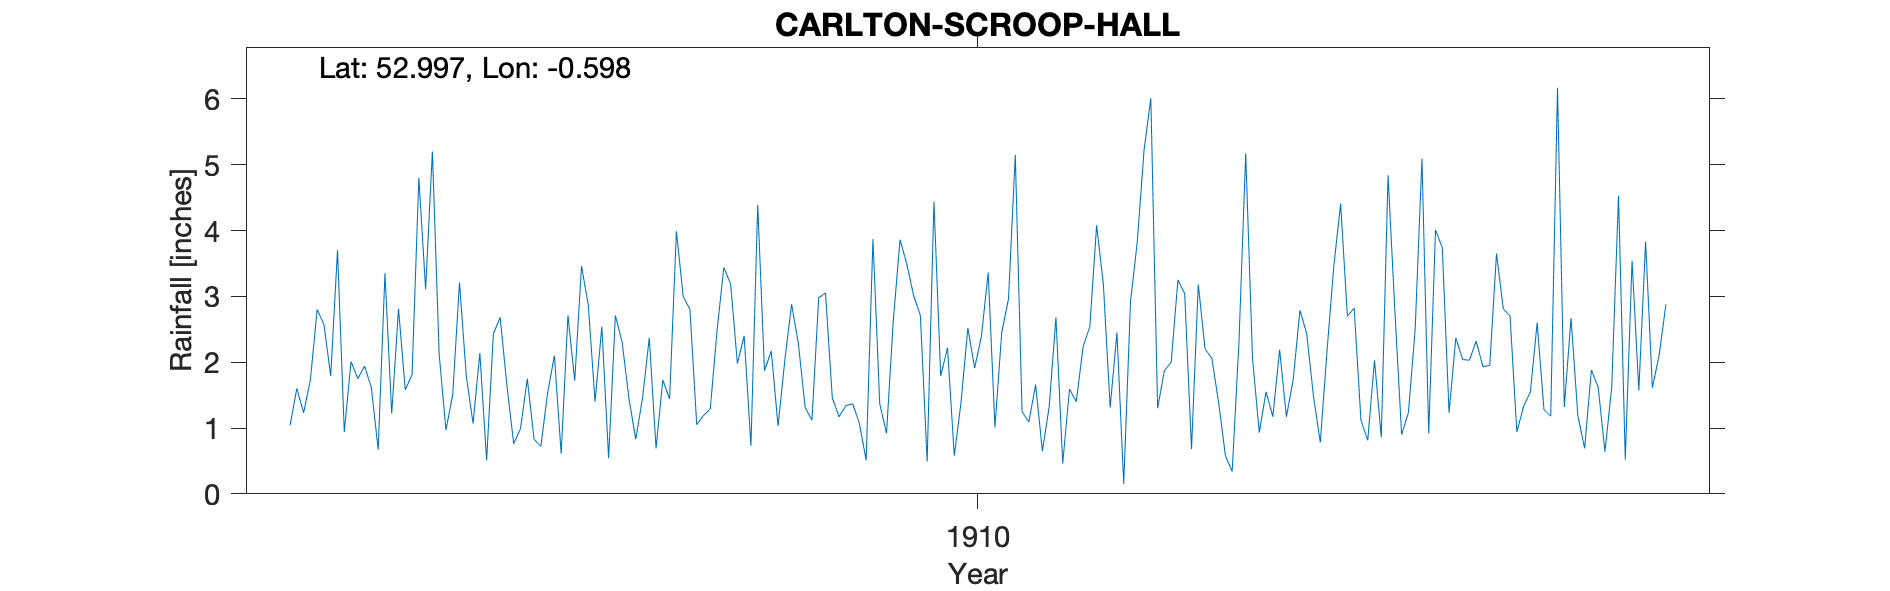 CARLTON-SCROOP-HALL
Lat: 52.997, Lon: -0.598
6
5
4
3
2
1
0
Rainfall [inches]
1910
Year